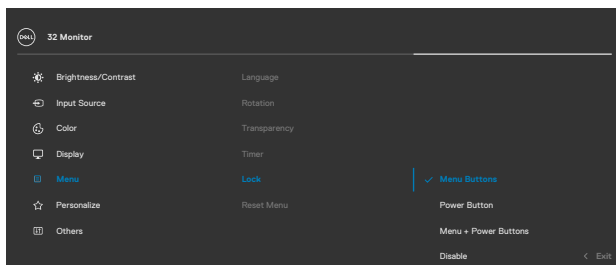 DELL 32 Monitor
Brightness/Contrast Language
Input Source Rotation
Color Transparency
Display Timer
Menu Lock Menu Buttons
Personalize Reset Menu Power Button
Others Menu + Power Buttons
Disable Exit